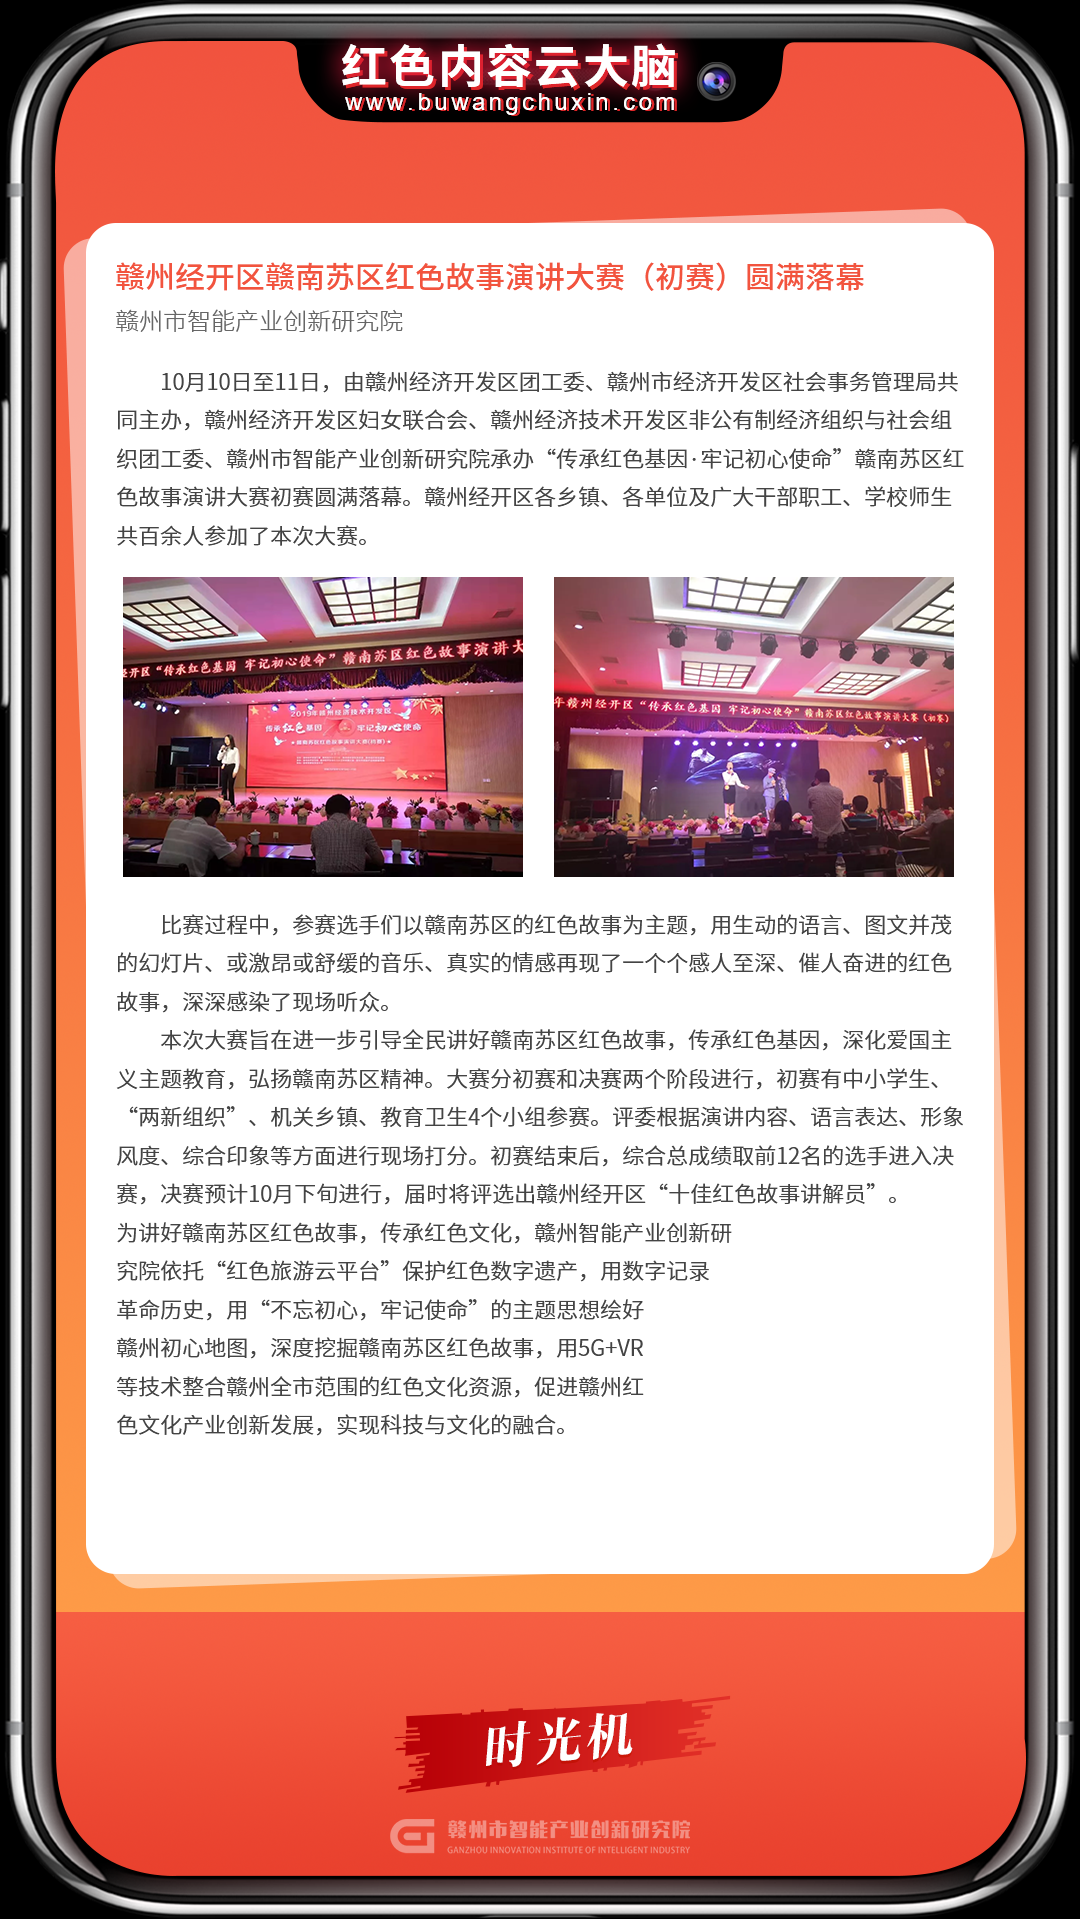 红色内容云大脑
www.buwangchuxin.com
赣州经开区赣南苏区红色故事演讲大赛（初赛）圆满落幕
赣州市智能产业创新研究院
10月10日至11日，由赣州经济开发区团工委、赣州市经济开发区社会事务管理局共
同主办，赣州经济开发区妇女联合会、赣州经济技术开发区非公有制经济组织与社会组
织团工委、赣州市智能产业创新研究院承办“传承红色基因·牢记初心使命”赣南苏区红
色故事演讲大赛初赛圆满落幕。赣州经开区各乡镇、各单位及广大干部职工、学校师生
共百余人参加了本次大赛。
经开区“传承红色基因 牢记初心使命”赣南苏区红色故事演讲大
2019年赣州经济技术开发区
传承红色基因 牢记初心使命
年赣州经开区“传承红色基因 牢记初心使命”赣南苏区红色故事演讲大赛（初赛）
比赛过程中，参赛选手们以赣南苏区的红色故事为主题，用生动的语言、图文并茂
的幻灯片、或激昂或舒缓的音乐、真实的情感再现了一个个感人至深、催人奋进的红色
故事，深深感染了现场听众。
本次大赛旨在进一步引导全民讲好赣南苏区红色故事，传承红色基因，深化爱国主
义主题教育，弘扬赣南苏区精神。大赛分初赛和决赛两个阶段进行，初赛有中小学生、
“两新组织”、机关乡镇、教育卫生4个小组参赛。评委根据演讲内容、语言表达、形象
风度、综合印象等方面进行现场打分。初赛结束后，综合总成绩取前12名的选手进入决
赛，决赛预计10月下旬进行，届时将评选出赣州经开区“十佳红色故事讲解员”。
为讲好赣南苏区红色故事，传承红色文化，赣州智能产业创新研
究院依托“红色旅游云平台”保护红色数字遗产，用数字记录
革命历史，用“不忘初心，牢记使命”的主题思想绘好
赣州初心地图，深度挖掘赣南苏区红色故事，用5G+VR
等技术整合赣州全市范围的红色文化资源，促进赣州红
色文化产业创新发展，实现科技与文化的融合。
时光机
赣州市智能产业创新研究院
GANZHOU INNOVATION INSTITUTE OF INTELLIGENT INDUSTRY